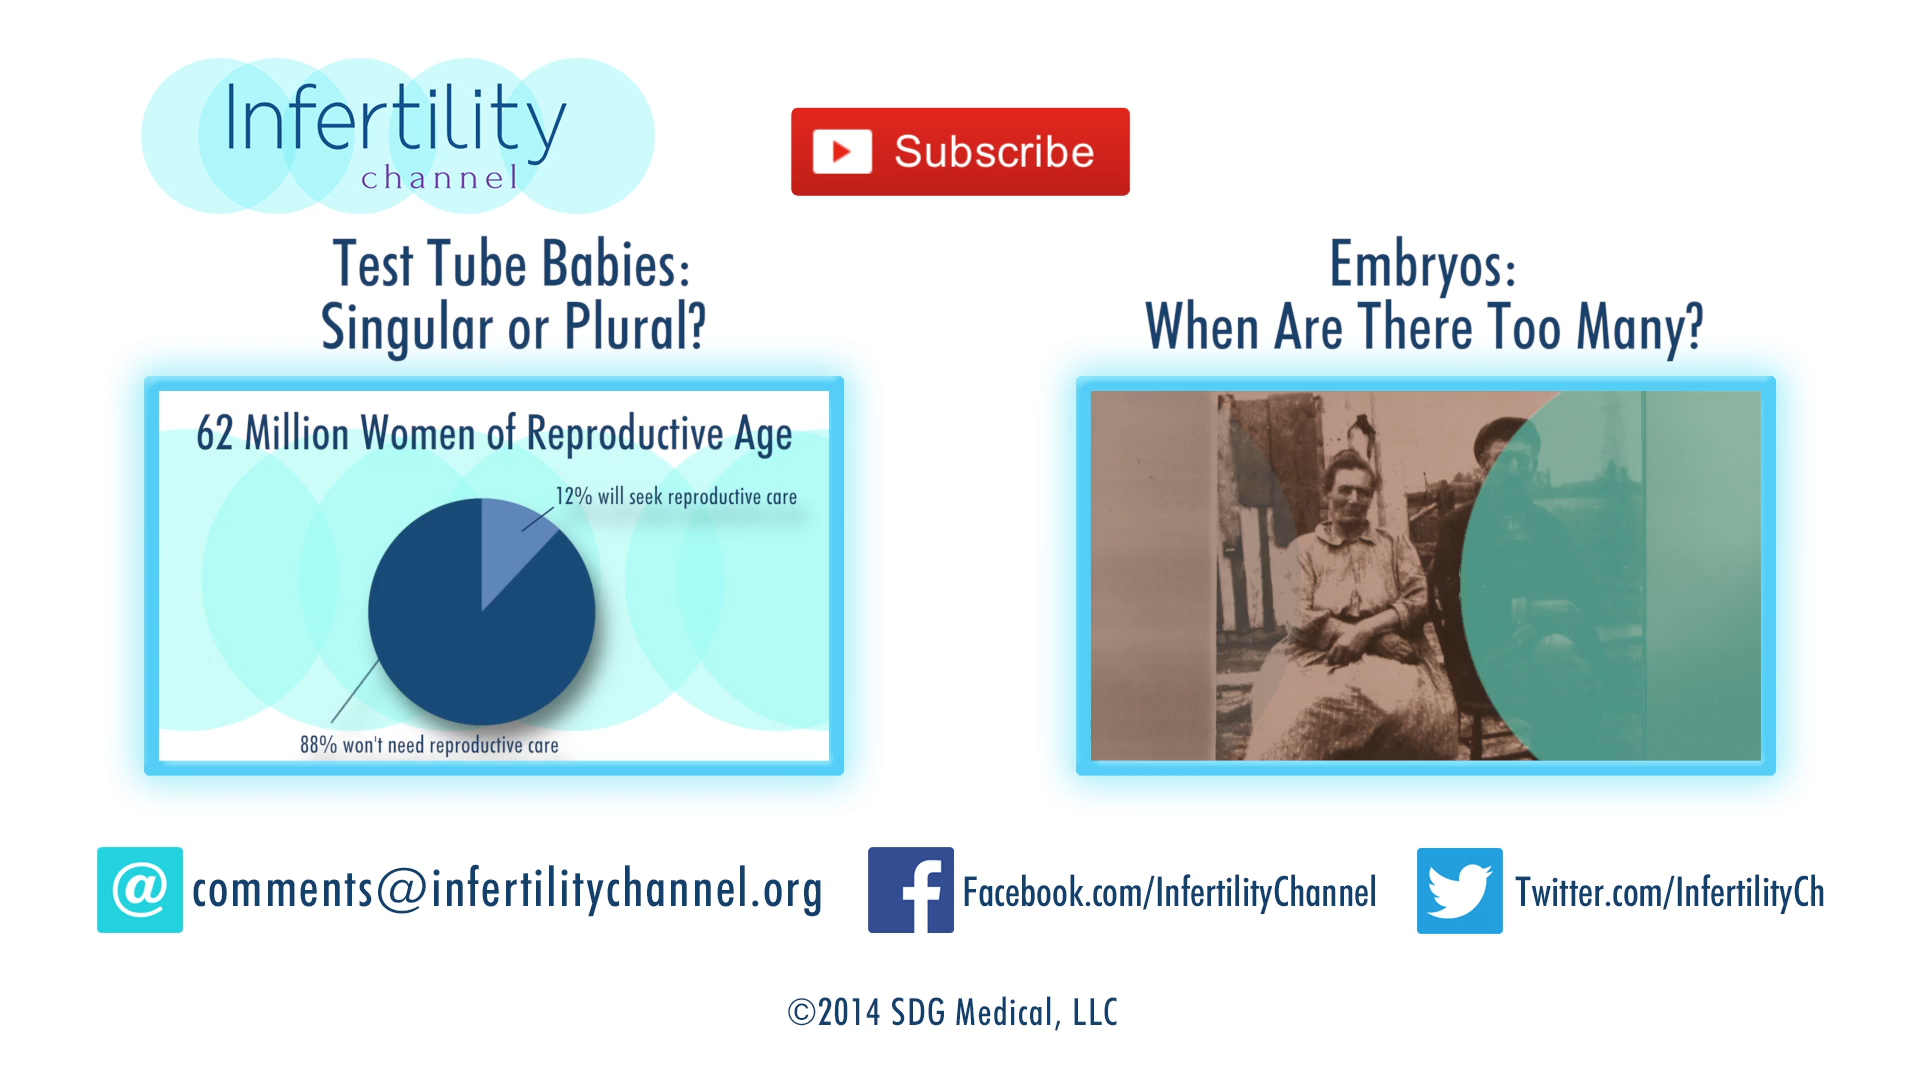 Infertility
channel
Subscribe
Test Tube Babies:
Singular or Plural?
Embryos:
When Are There Too Many?
62 Million Women of Reproductive Age
12% will seek reproductive care
88% won't need reproductive care
@ comments@infertilitychannel.org
f Facebook.com/InfertilityChannel
Twitter.com/InfertilityCh
©2014 SDG Medical, LLC